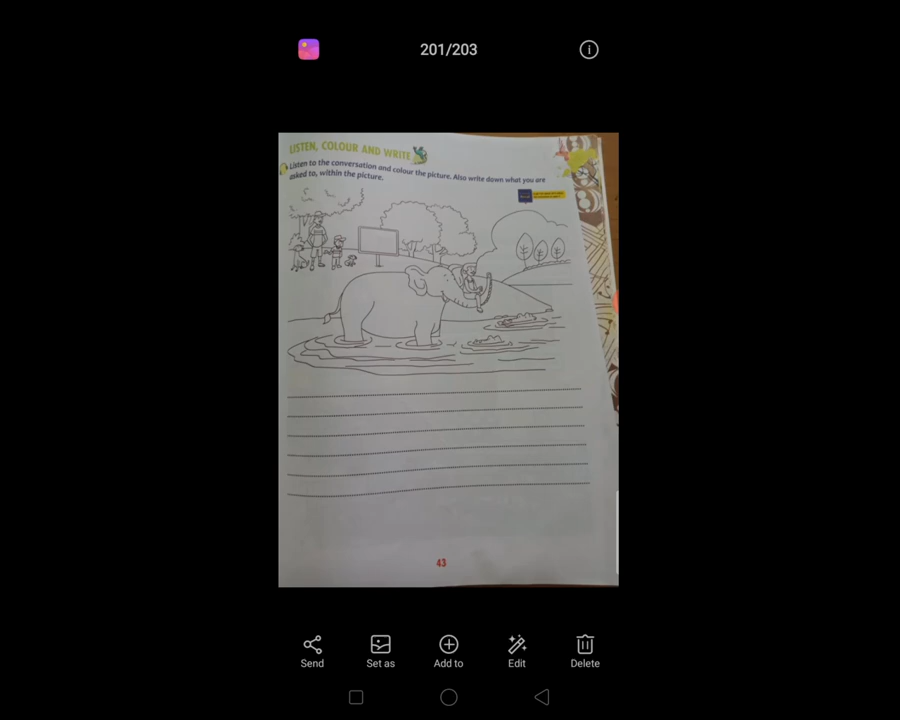 201/203
LISTEN, COLOUR AND WRITE
Listen to the conversation and colour the picture. Also write down what you are
asked to, within the picture.
43
Send
Set as
Add to
Edit
Delete